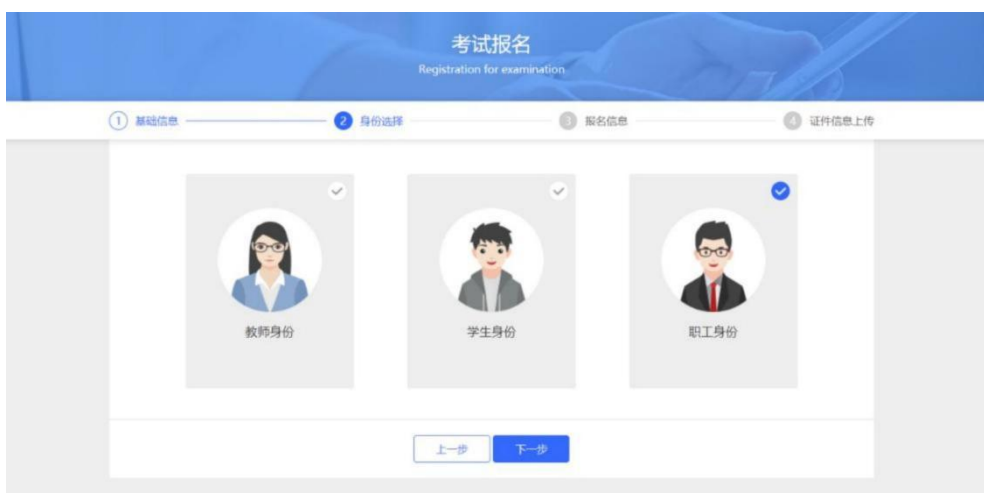 考试报名
Registration for examination
1 基础信息
2 身份选择
3 报名信息
4 证件信息上传
教师身份
学生身份
职工身份
上一步
下一步